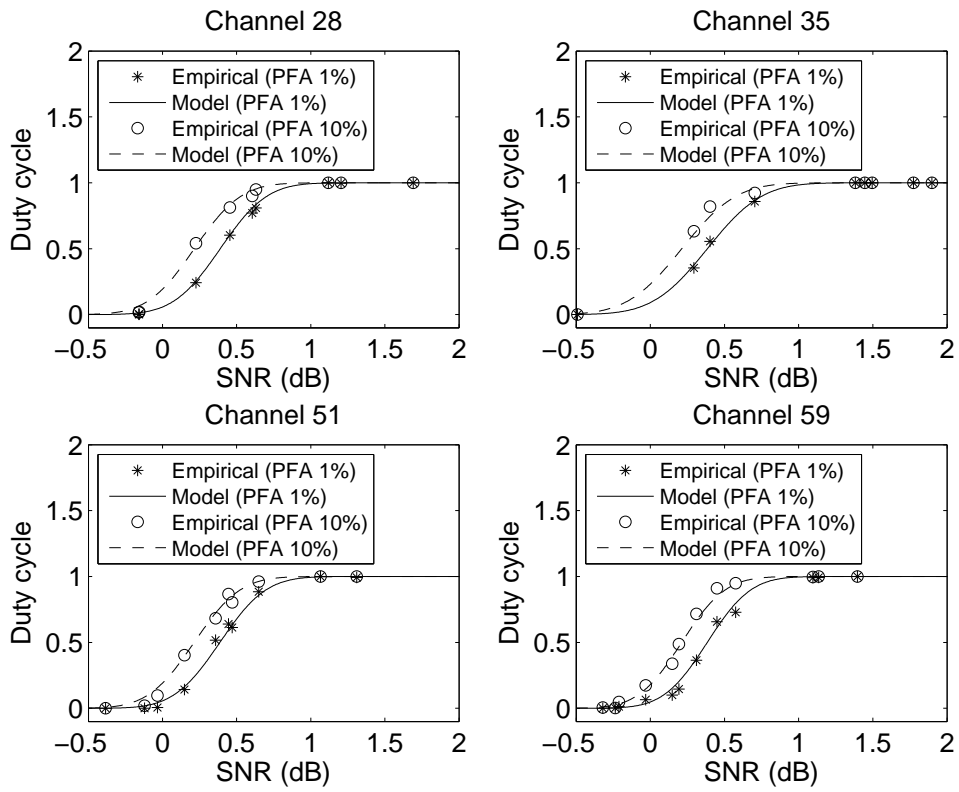 Channel 28
Duty cycle
2
1.5
1
0.5
0
Empirical (PFA 1%)
Model (PFA 1%)
Empirical (PFA 10%)
Model (PFA 10%)
−0.5 0 0.5 1 1.5 2
SNR (dB)
Channel 35
Duty cycle
2
1.5
1
0.5
0
Empirical (PFA 1%)
Model (PFA 1%)
Empirical (PFA 10%)
Model (PFA 10%)
−0.5 0 0.5 1 1.5 2
SNR (dB)
Channel 51
Duty cycle
2
1.5
1
0.5
0
Empirical (PFA 1%)
Model (PFA 1%)
Empirical (PFA 10%)
Model (PFA 10%)
−0.5 0 0.5 1 1.5 2
SNR (dB)
Channel 59
Duty cycle
2
1.5
1
0.5
0
Empirical (PFA 1%)
Model (PFA 1%)
Empirical (PFA 10%)
Model (PFA 10%)
−0.5 0 0.5 1 1.5 2
SNR (dB)